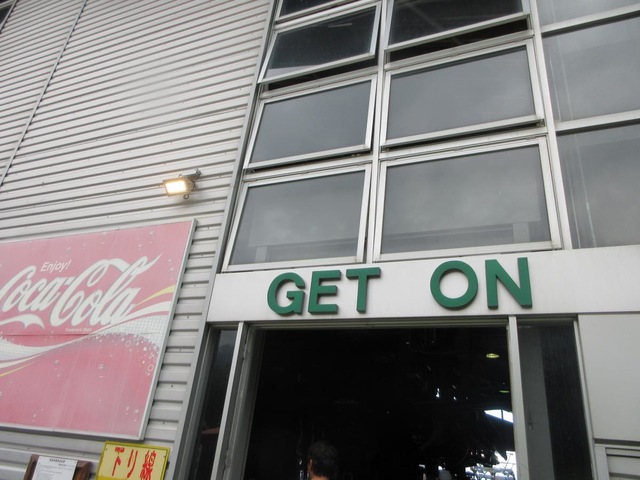 GET ON
Enjoy!
Coca-Cola
下り線